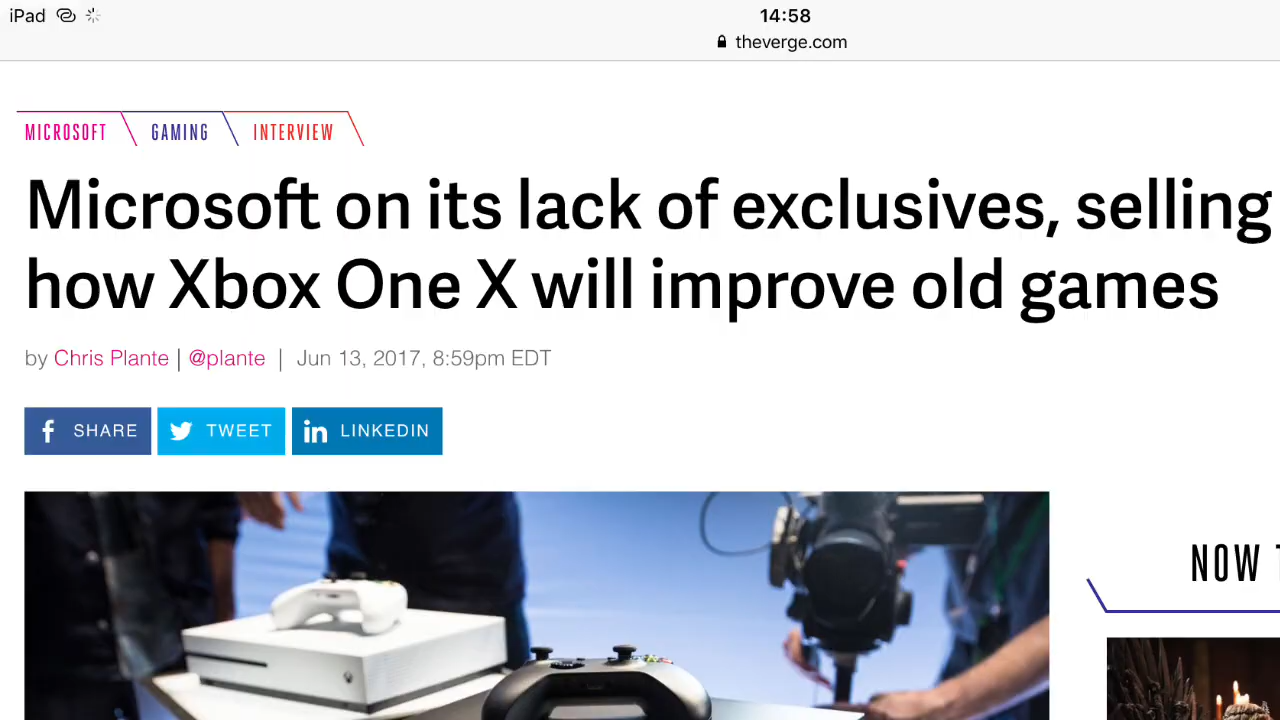 iPad 14:58
theverge.com
MICROSOFT GAMING INTERVIEW
Microsoft on its lack of exclusives, selling
how Xbox One X will improve old games
by Chris Plante | @plante | Jun 13, 2017, 8:59pm EDT
f SHARE TWEET in LINKEDIN
NOW